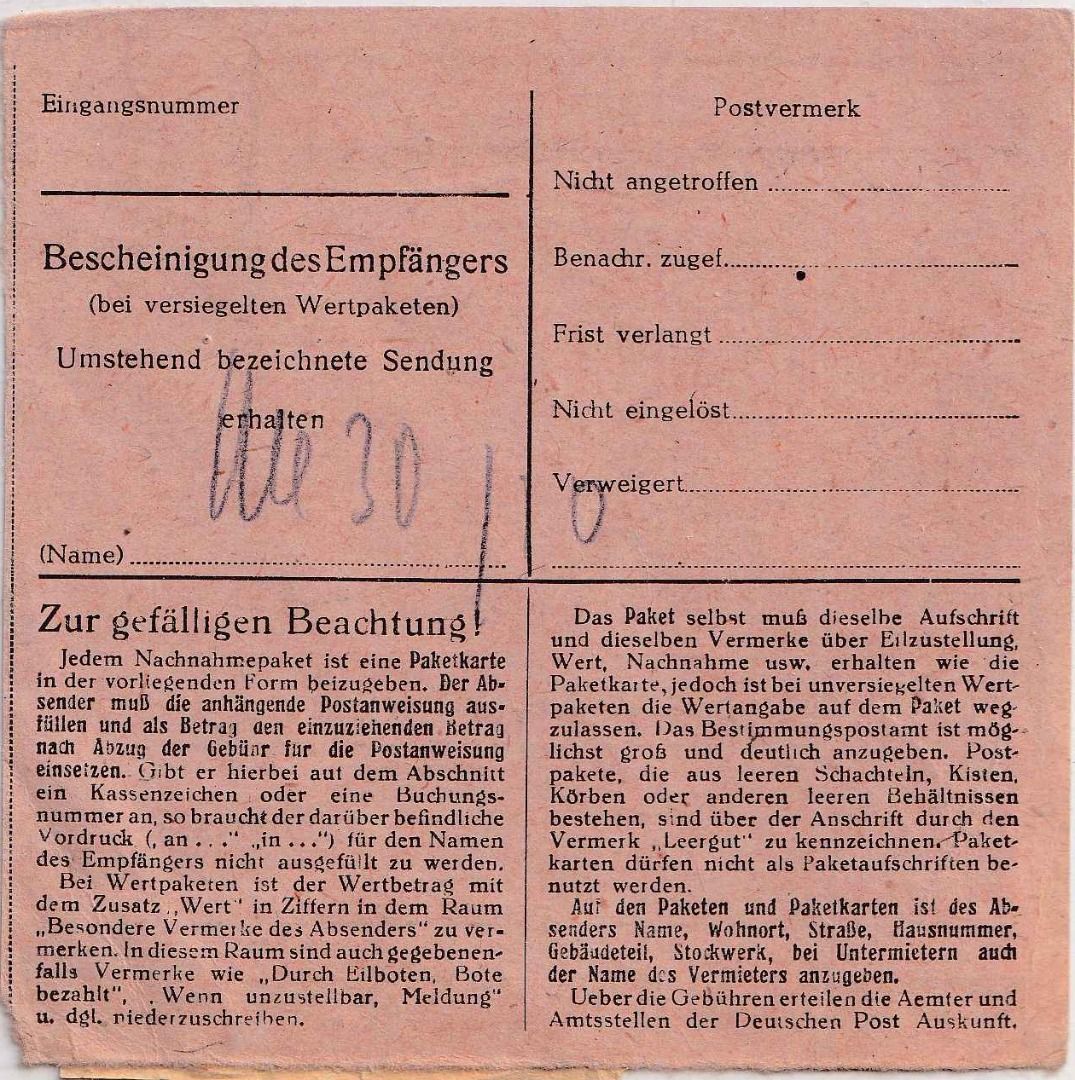 Eingangsnummer
Bescheinigung des Empfängers
(bei versiegelten Wertpaketen)
Umstehend bezeichnete Sendung
erhalten
30
(Name)
Postvermerk
Nicht angetroffen
Benachr. zugef.
Frist verlangt
Nicht eingelöst
Verweigert
Zur gefälligen Beachtung!
Jedem Nachnahmepaket ist eine Paketkarte
in der vorliegenden Form beizugeben. Der Ab-
sender muß die anhängende Postanweisung aus-
füllen und als Betrag den einzuziehenden Betrag
nach Abzug der Gebühr für die Postanweisung
einsetzen. Gibt er hierbei auf dem Abschnitt
ein Kassenzeichen oder eine Buchungs-
nummer an, so braucht der darüber befindliche
Vordruck („an . . .“ „in . . .“) für den Namen
des Empfängers nicht ausgefüllt zu werden.
Bei Wertpaketen ist der Wertbetrag mit
dem Zusatz „Wert“ in Ziffern in dem Raum
„Besondere Vermerke des Absenders“ zu ver-
merken. In diesem Raum sind auch gegebenen-
falls Vermerke wie „Durch Eilboten, Bote
bezahlt“, „Wenn unzustellbar, Meldung“
u. dgl. niederzuschreiben.
Das Paket selbst muß dieselbe Aufschrift
und dieselben Vermerke über Eilzustellung,
Wert, Nachnahme usw. erhalten wie die
Paketkarte, jedoch ist bei unversiegelten Wert-
paketen die Wertangabe auf dem Paket weg-
zulassen. Das Bestimmungspostamt ist mög-
lichst groß und deutlich anzugeben. Post-
pakete, die aus leeren Schachteln, Kisten,
Körben oder anderen leeren Behältnissen
bestehen, sind über der Anschrift durch den
Vermerk „Leergut“ zu kennzeichnen. Paket-
karten dürfen nicht als Paketaufschriften be-
nutzt werden.
Auf den Paketen und Paketkarten ist des Ab-
senders Name, Wohnort, Straße, Hausnummer,
Gebäudeteil, Stockwerk, bei Untermietern auch
der Name des Vermieters anzugeben.
Ueber die Gebühren erteilen die Aemter und
Amtsstellen der Deutschen Post Auskunft.